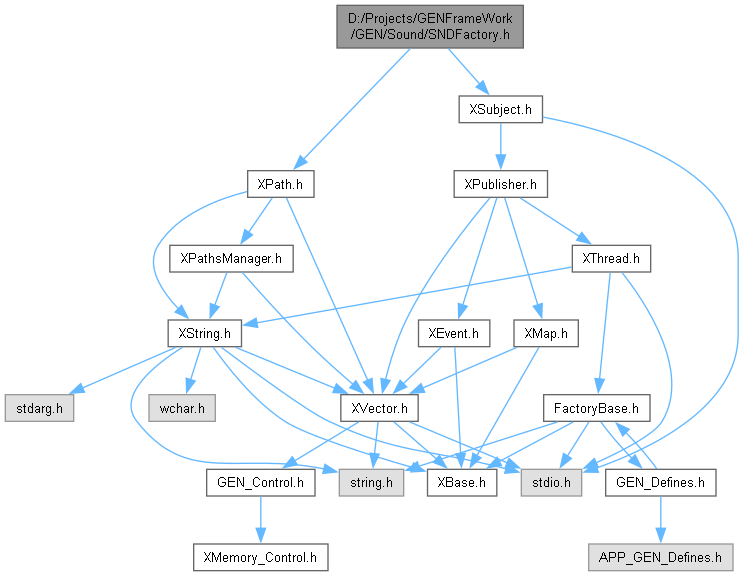 D:/Projects/GENFrameWork
/GEN/Sound/SNDFactory.h
XSubject.h
XPath.h
XPublisher.h
XPathsManager.h
XThread.h
XString.h
XEvent.h
XMap.h
stdarg.h
wchar.h
XVector.h
FactoryBase.h
GEN_Control.h
string.h
XBase.h
stdio.h
GEN_Defines.h
XMemory_Control.h
APP_GEN_Defines.h